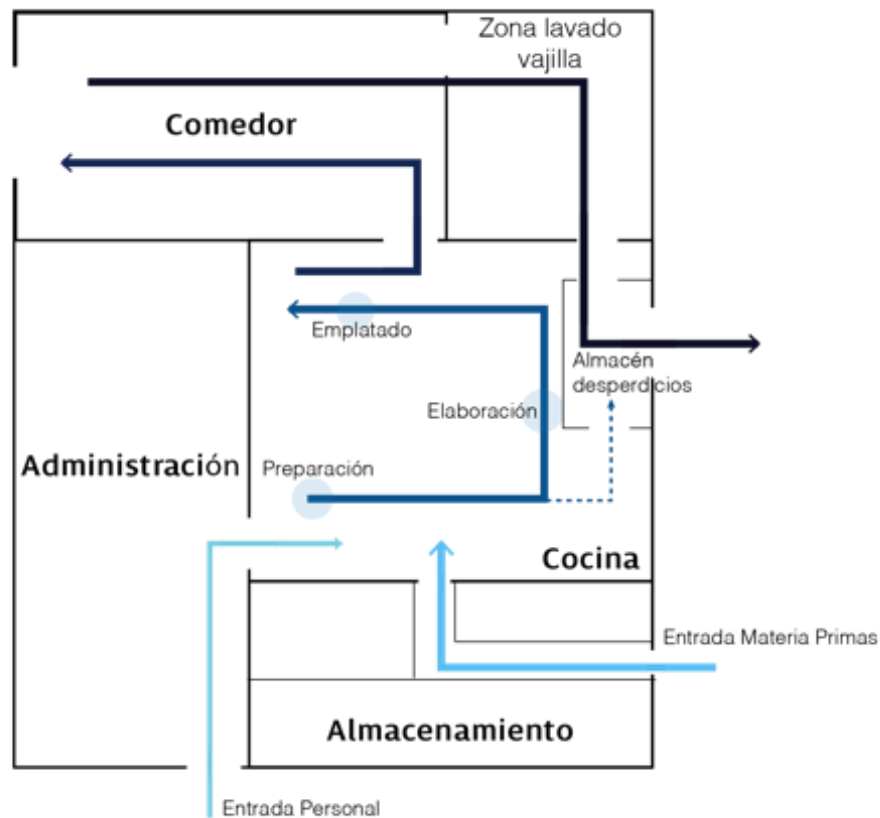 Zona lavado
vajilla
Comedor
Emplatado
Almacén
desperdicios
Elaboración
Administración
Preparación
Cocina
Entrada Materia Primas
Almacenamiento
Entrada Personal